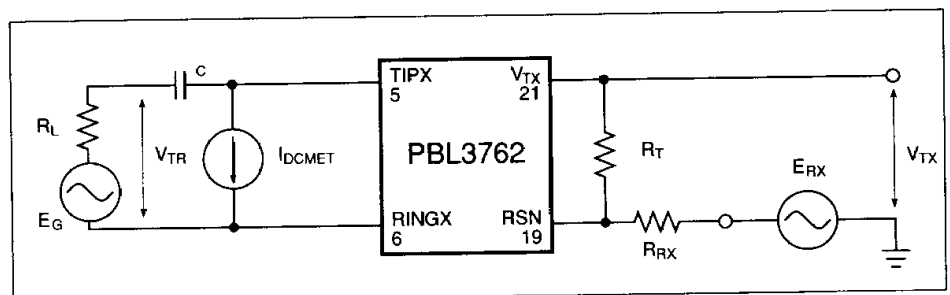 C
TIPX
5
V_TX
21
R_L
V_TR
I_DCMET
PBL3762
R_T
V_TX
E_RX
E_G
RINGX
6
RSN
19
R_RX